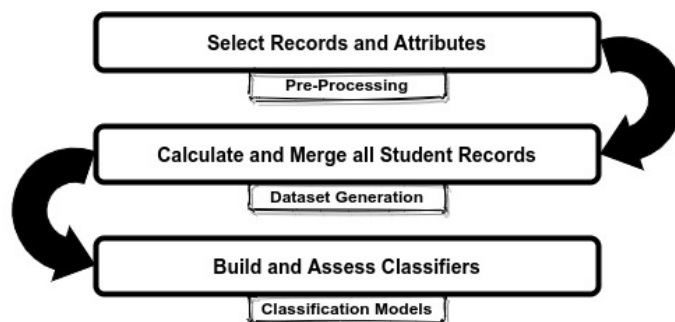 Select Records and Attributes
Pre-Processing
Calculate and Merge all Student Records
Dataset Generation
Build and Assess Classifiers
Classification Models